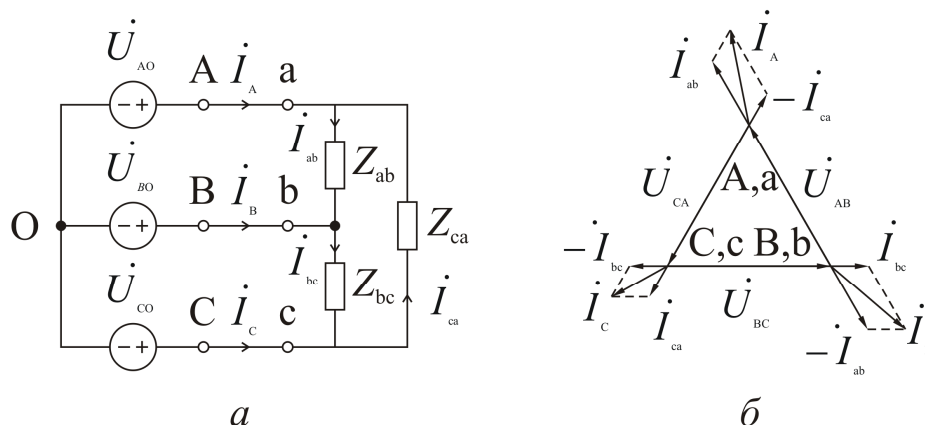 U̇AO
A İA a
İab
Zab
U̇BO
O B İB b
Zca
İbc
Zbc
U̇CO
C İC c
İca
а
İA
İab
−İca
U̇CA A,a U̇AB
−İbc C,c B,b İbc
İC İca U̇BC
−İab İ
б